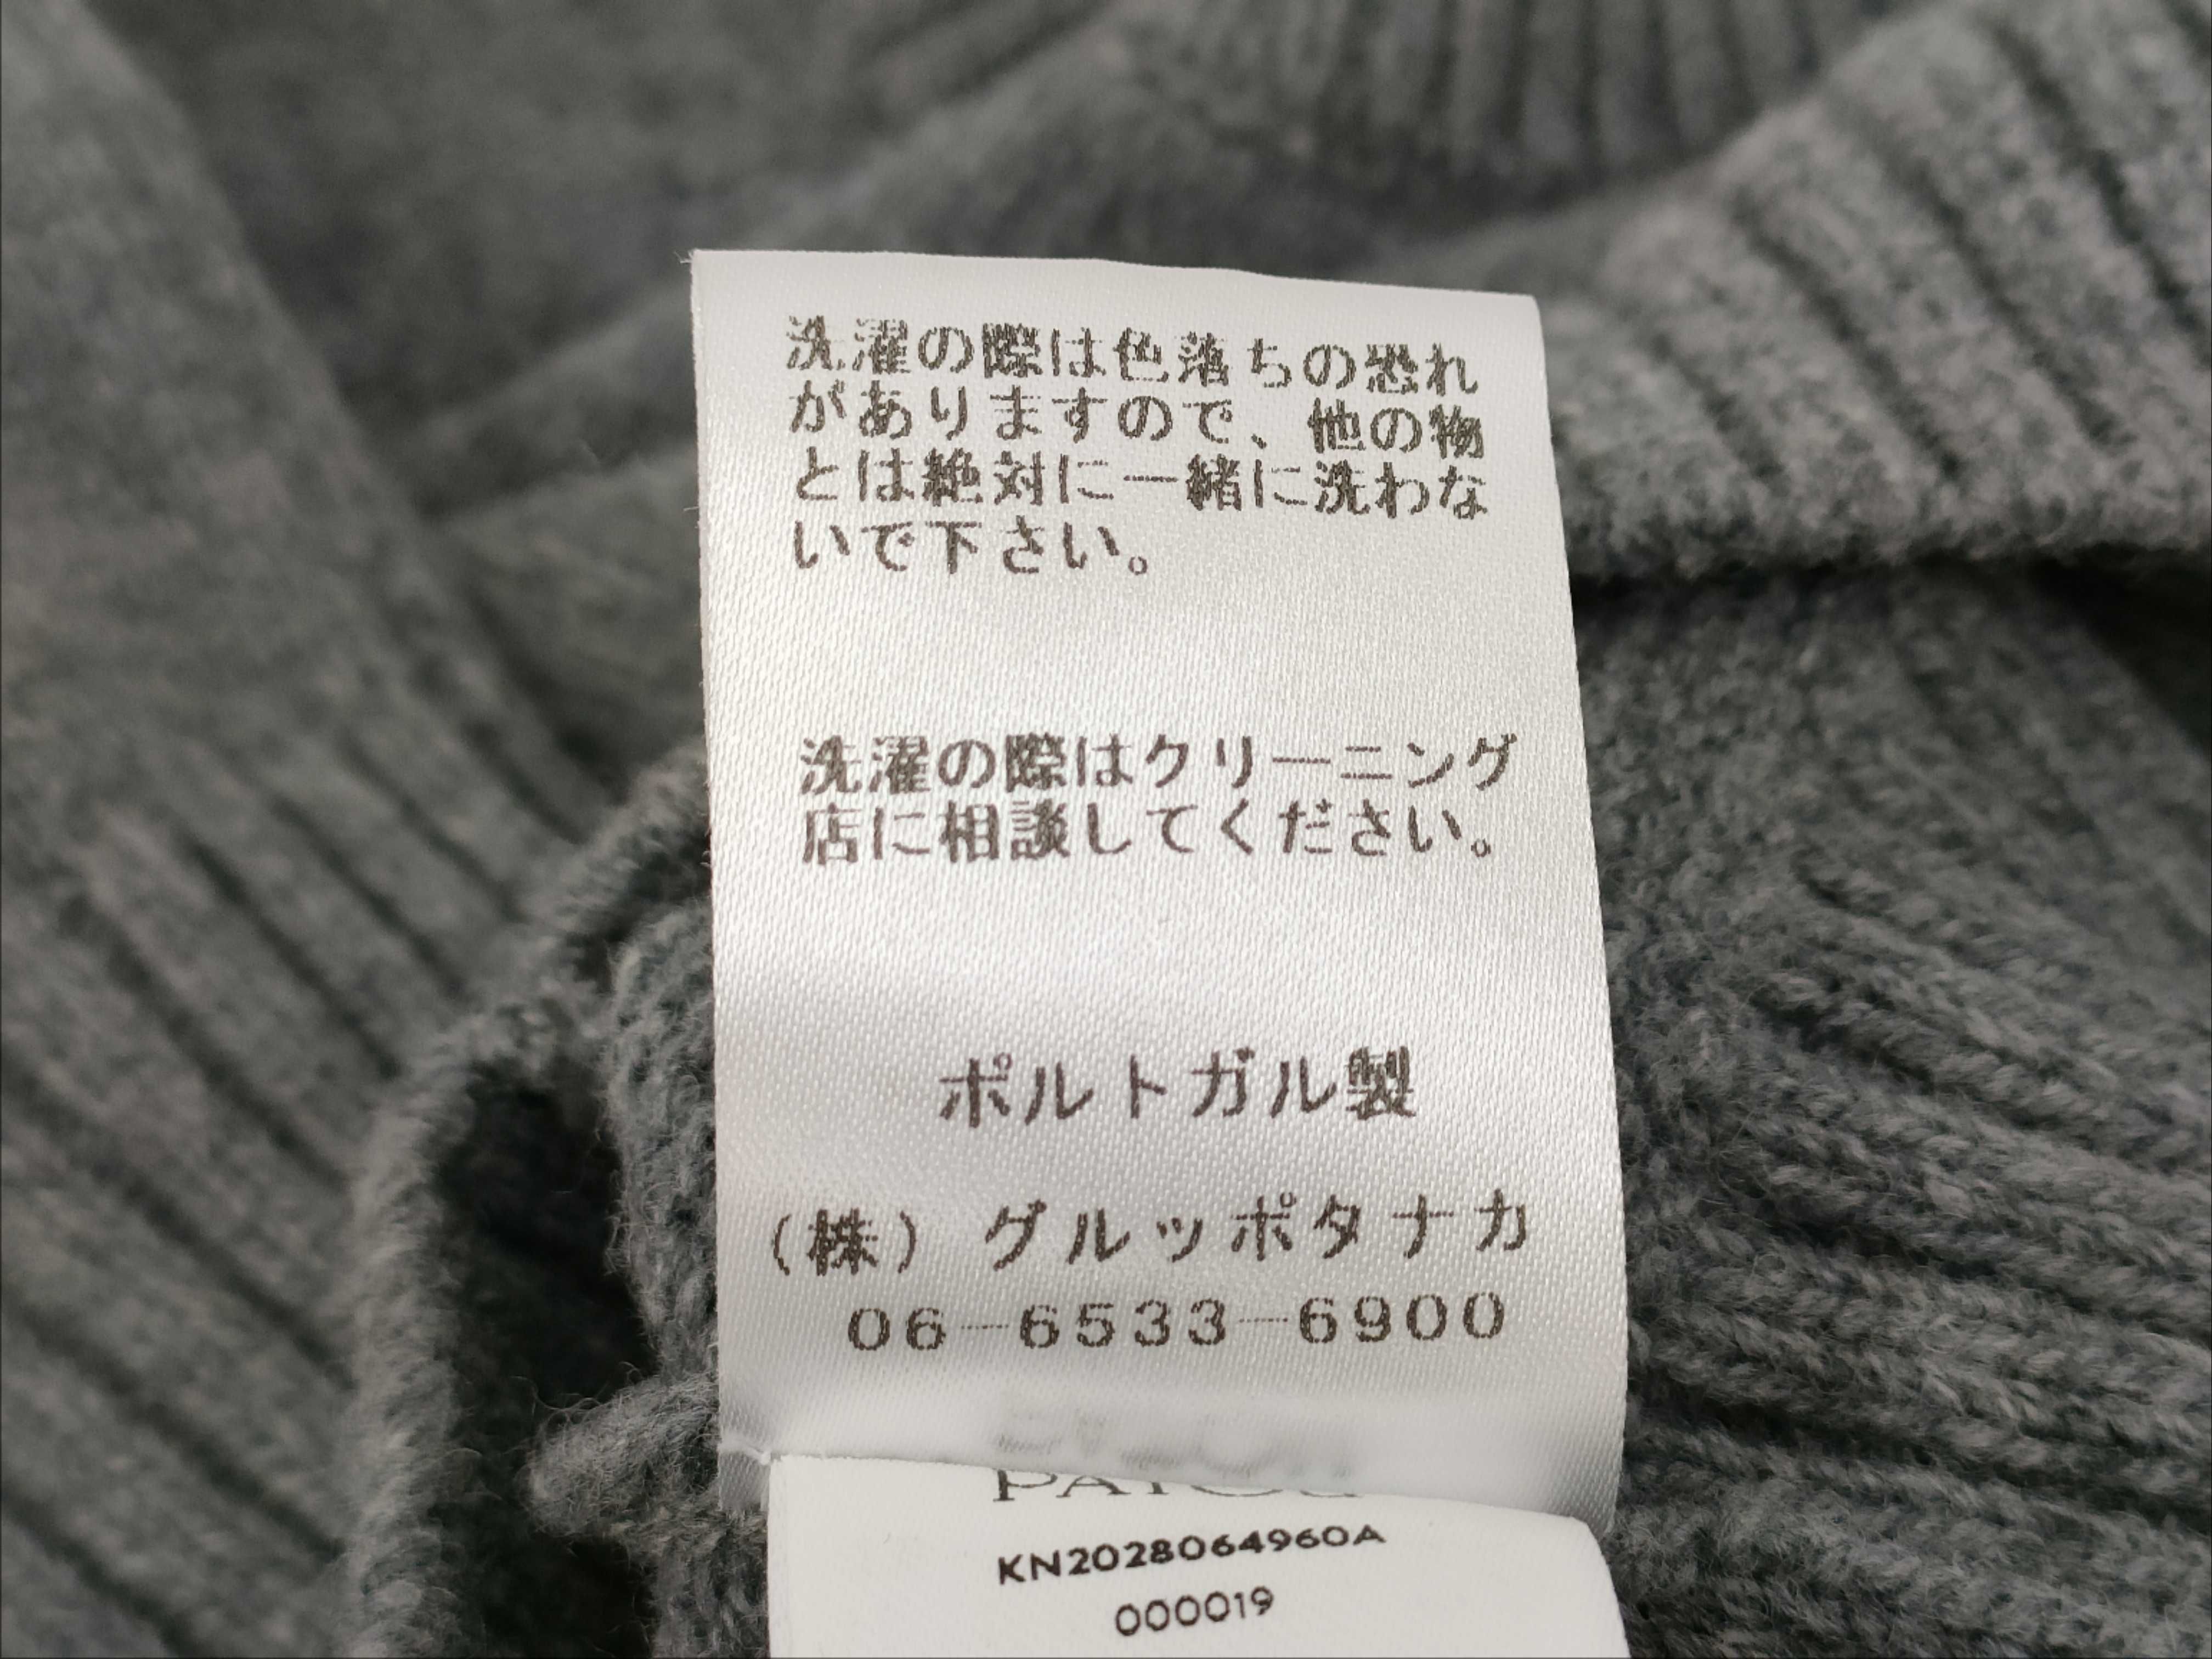 洗濯の際は色落ちの恐れ
がありますので、他の物
とは絶対に一緒に洗わな
いで下さい。
洗濯の際はクリーニング
店に相談してください。
ポルトガル製
(株) グルッポタナカ
06-6533-6900
PATOU
KN2028064960A
000019